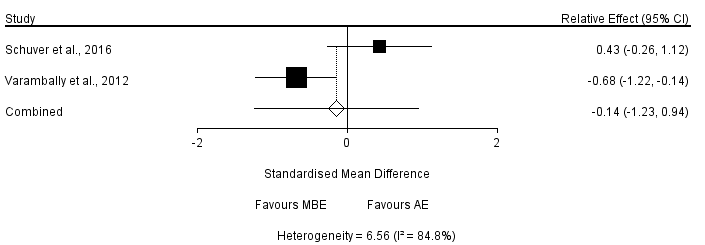 Study Relative Effect (95% CI)
Schuver et al., 2016 0.43 (-0.26, 1.12)
Varambally et al., 2012 -0.68 (-1.22, -0.14)
Combined -0.14 (-1.23, 0.94)
-2 0 2
Standardised Mean Difference
Favours MBE Favours AE
Heterogeneity = 6.56 (I² = 84.8%)